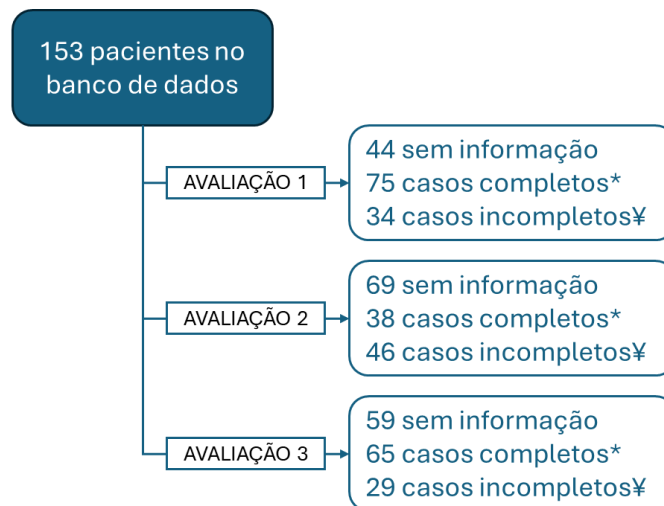 153 pacientes no
banco de dados
AVALIAÇÃO 1
44 sem informação
75 casos completos*
34 casos incompletos¥
AVALIAÇÃO 2
69 sem informação
38 casos completos*
46 casos incompletos¥
AVALIAÇÃO 3
59 sem informação
65 casos completos*
29 casos incompletos¥